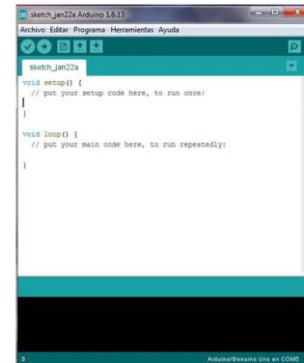 sketch_jan22a Arduino 1.6.13
Archivo Editar Programa Herramientas Ayuda
sketch_jan22a
void setup() {
// put your setup code here, to run once:
}
void loop() {
// put your main code here, to run repeatedly:
}
3
Arduino/Genuino Uno en COM5